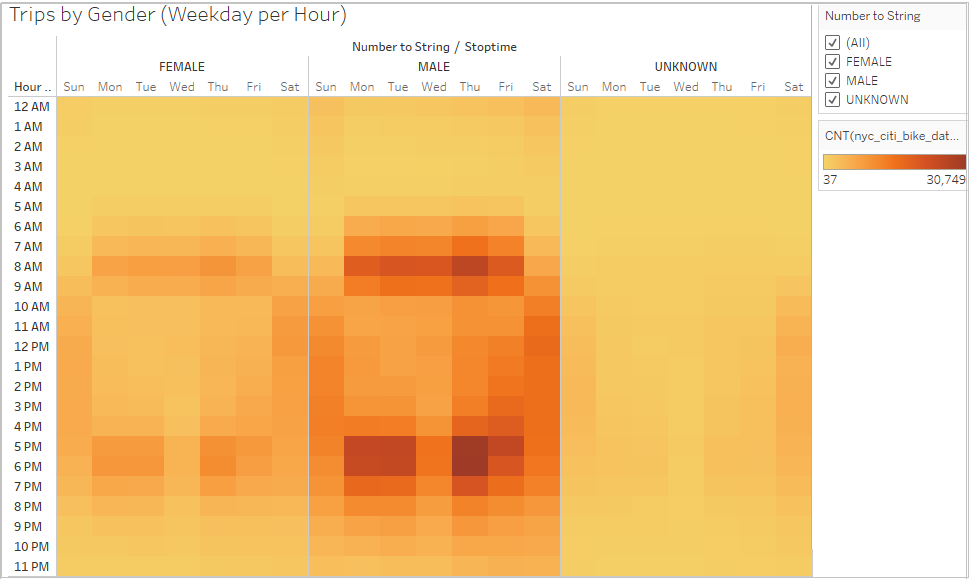 Trips by Gender (Weekday per Hour)
Number to String / Stoptime
FEMALE MALE UNKNOWN
Hour .. Sun Mon Tue Wed Thu Fri Sat Sun Mon Tue Wed Thu Fri Sat Sun Mon Tue Wed Thu Fri Sat
12 AM
1 AM
2 AM
3 AM
4 AM
5 AM
6 AM
7 AM
8 AM
9 AM
10 AM
11 AM
12 PM
1 PM
2 PM
3 PM
4 PM
5 PM
6 PM
7 PM
8 PM
9 PM
10 PM
11 PM
Number to String
(All)
FEMALE
MALE
UNKNOWN
CNT(nyc_citi_bike_dat...
37 30,749